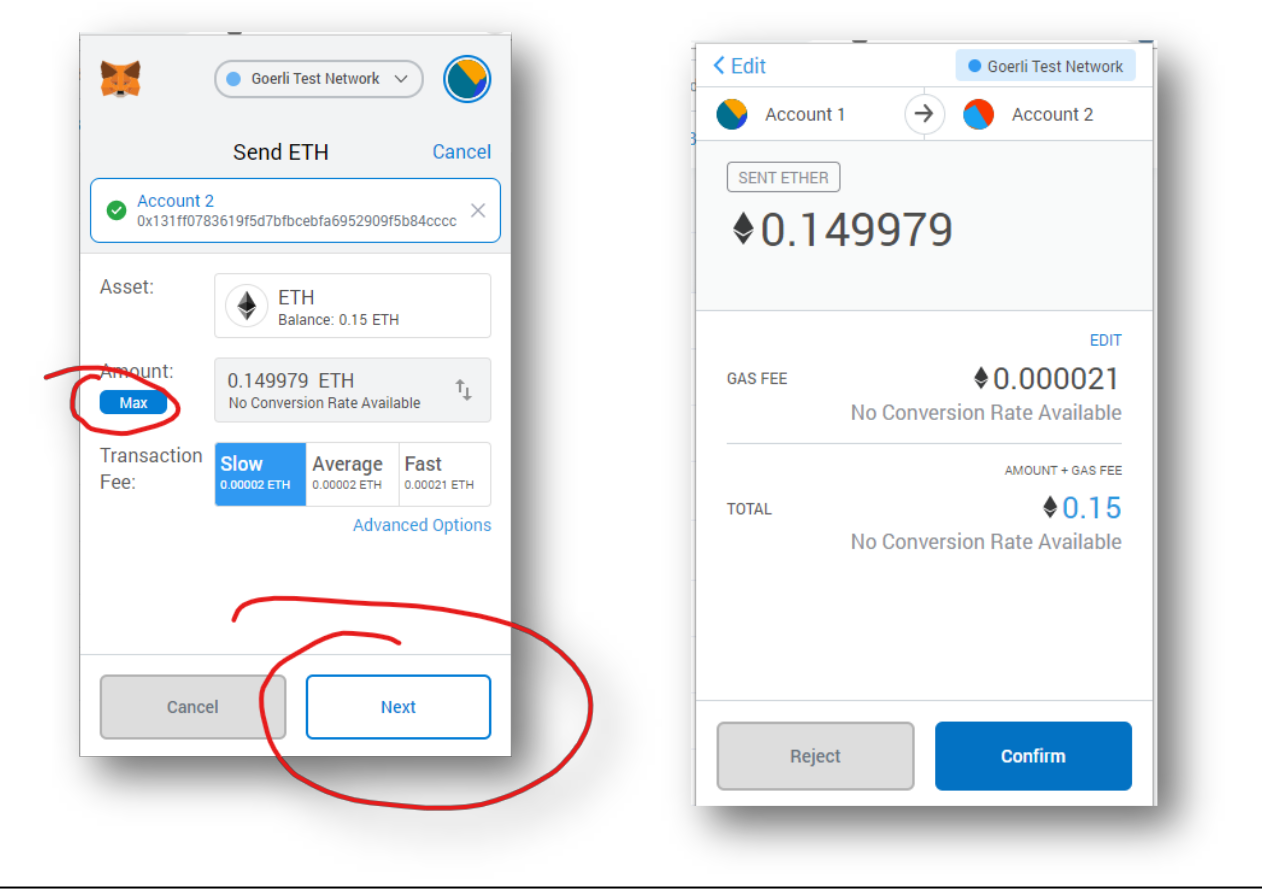 Goerli Test Network
Send ETH
Cancel
Account 2
0x131ff0783619f5d7bfbcebfa6952909f5b84cccc
Asset:
ETH
Balance: 0.15 ETH
Amount:
Max
0.149979 ETH
No Conversion Rate Available
Transaction
Fee:
Slow
0.00002 ETH
Average
0.00002 ETH
Fast
0.00021 ETH
Advanced Options
Cancel
Next
Edit
Goerli Test Network
Account 1
Account 2
SENT ETHER
0.149979
EDIT
GAS FEE
0.000021
No Conversion Rate Available
AMOUNT + GAS FEE
TOTAL
0.15
No Conversion Rate Available
Reject
Confirm